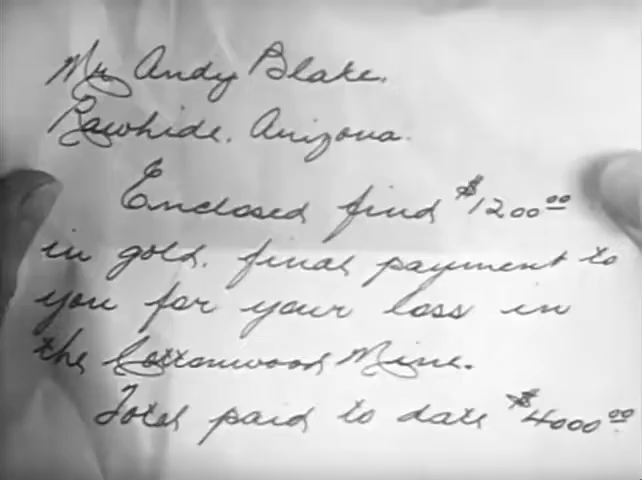 Mr Andy Blake.
Rawhide. Arizona.
Enclosed find $1200.00
in gold. final payment to
you for your loss in
the Cottonwood Mine.
Total paid to date $4000.00